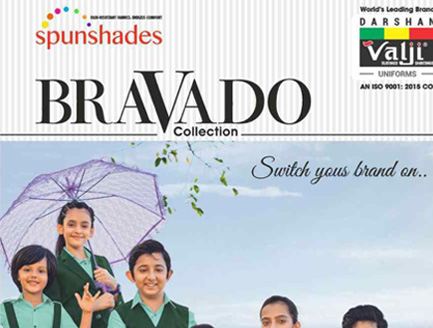 STAIN-RESISTANT FABRICS, ENDLESS COMFORT
spunshades
World's Leading Brand
DARSHAN
Valji
UNIFORMS
AN ISO 9001: 2015 CO
BRAVADO
Collection
Switch yous brand on..